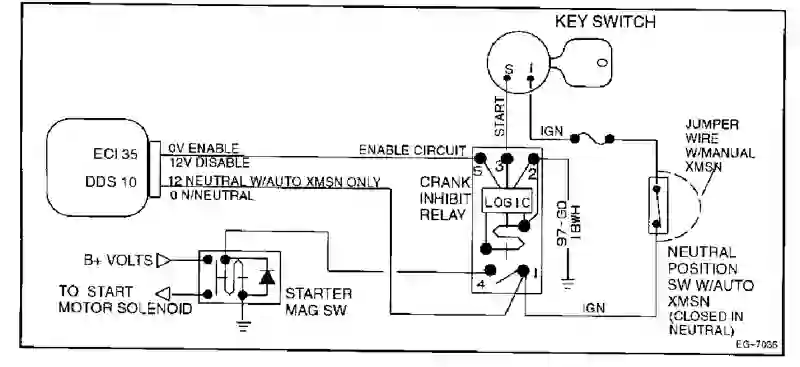 KEY SWITCH
S 1
START
IGN
JUMPER
WIRE
W/MANUAL
XMSN
ECI 35
DDS 10
0V ENABLE
12V DISABLE
ENABLE CIRCUIT
12 NEUTRAL W/AUTO XMSN ONLY
0 N/NEUTRAL
5 3 2
CRANK
INHIBIT
RELAY
LOGIC
97-GD
18WH
4 1
NEUTRAL
POSITION
SW W/AUTO
XMSN
(CLOSED IN
NEUTRAL)
B+ VOLTS
TO START
MOTOR SOLENOID
STARTER
MAG SW
IGN
EG-7036